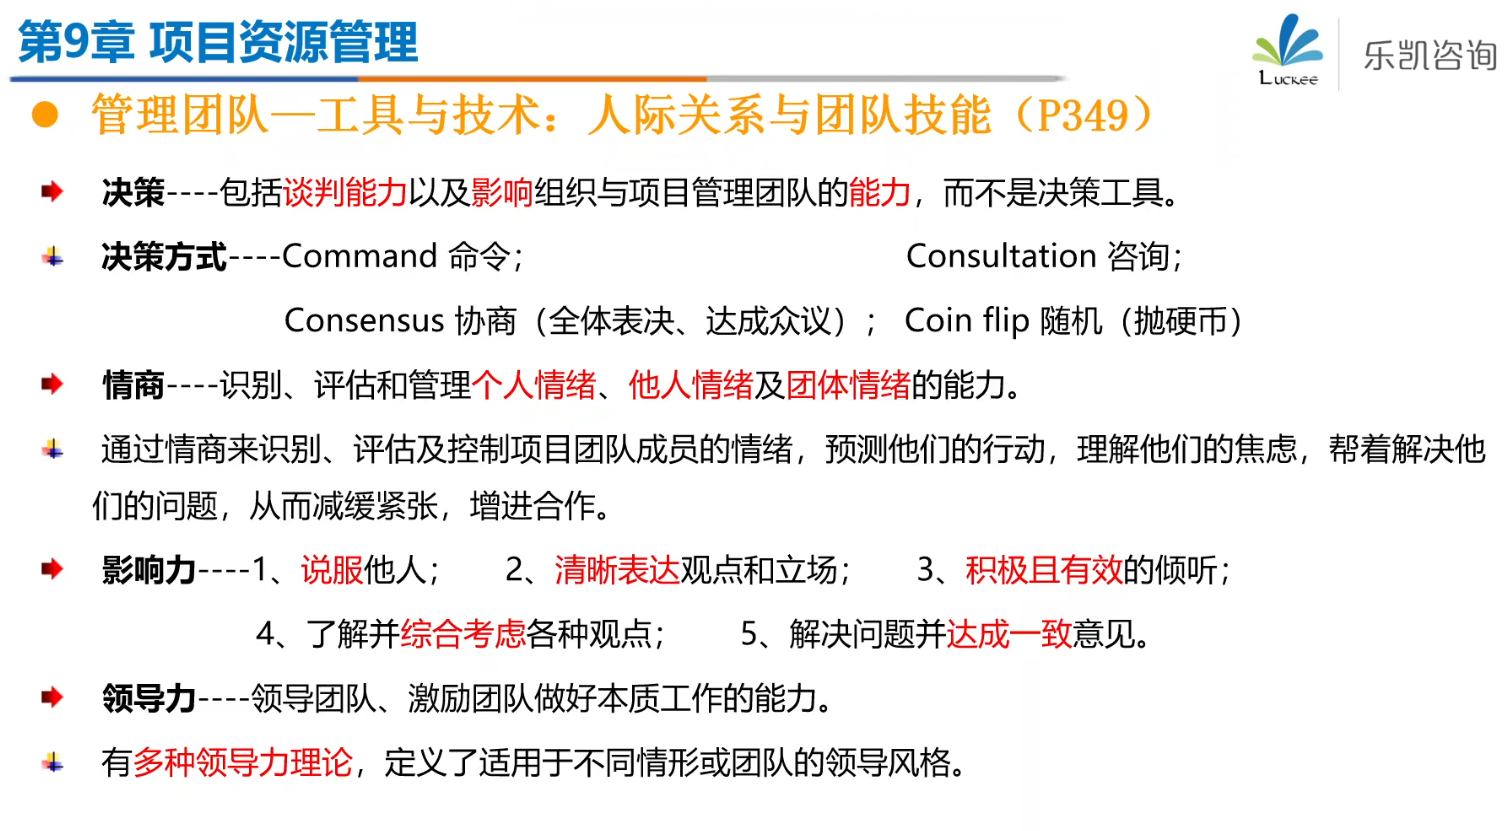 第9章 项目资源管理
Luckee 乐凯咨询
管理团队—工具与技术：人际关系与团队技能（P349）
决策----包括谈判能力以及影响组织与项目管理团队的能力，而不是决策工具。
决策方式----Command 命令； Consultation 咨询；
Consensus 协商（全体表决、达成众议）； Coin flip 随机（抛硬币）
情商----识别、评估和管理个人情绪、他人情绪及团体情绪的能力。
通过情商来识别、评估及控制项目团队成员的情绪，预测他们的行动，理解他们的焦虑，帮着解决他
们的问题，从而减缓紧张，增进合作。
影响力----1、说服他人； 2、清晰表达观点和立场； 3、积极且有效的倾听；
4、了解并综合考虑各种观点； 5、解决问题并达成一致意见。
领导力----领导团队、激励团队做好本质工作的能力。
有多种领导力理论，定义了适用于不同情形或团队的领导风格。